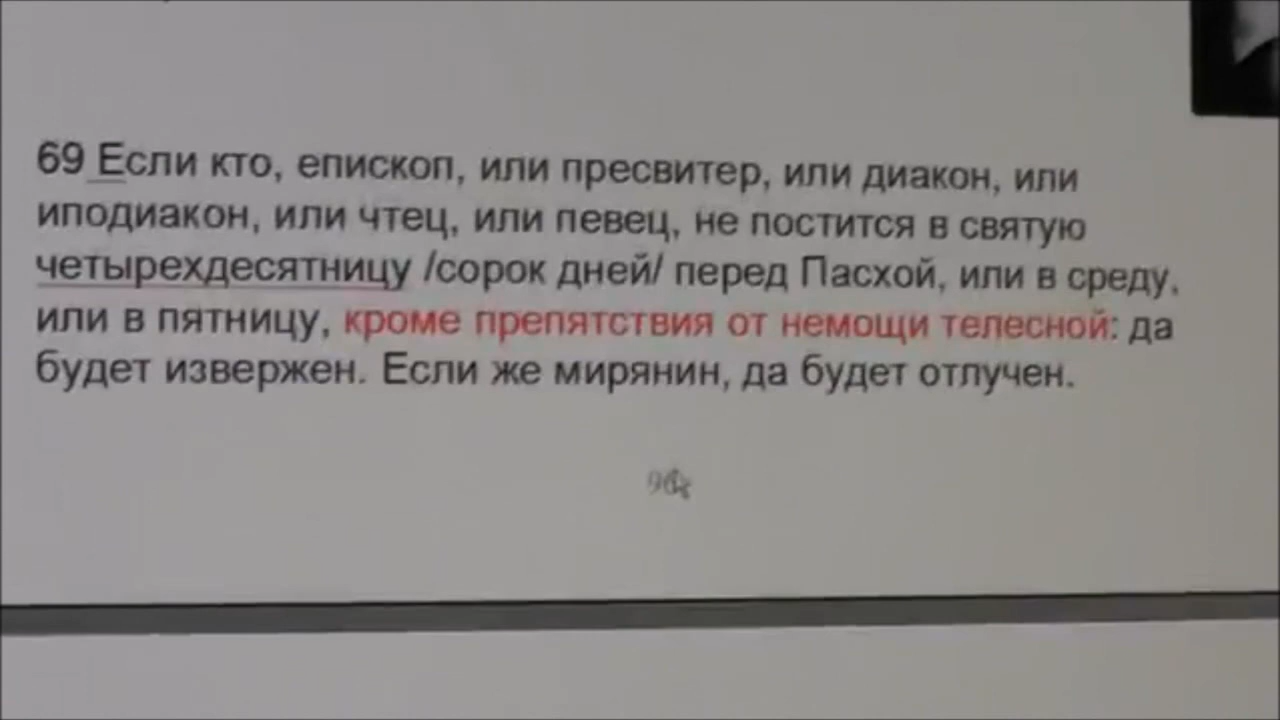 69 Если кто, епископ, или пресвитер, или диакон, или
иподиакон, или чтец, или певец, не постится в святую
четырехдесятницу /сорок дней/ перед Пасхой, или в среду,
или в пятницу, кроме препятствия от немощи телесной: да
будет извержен. Если же мирянин, да будет отлучен.